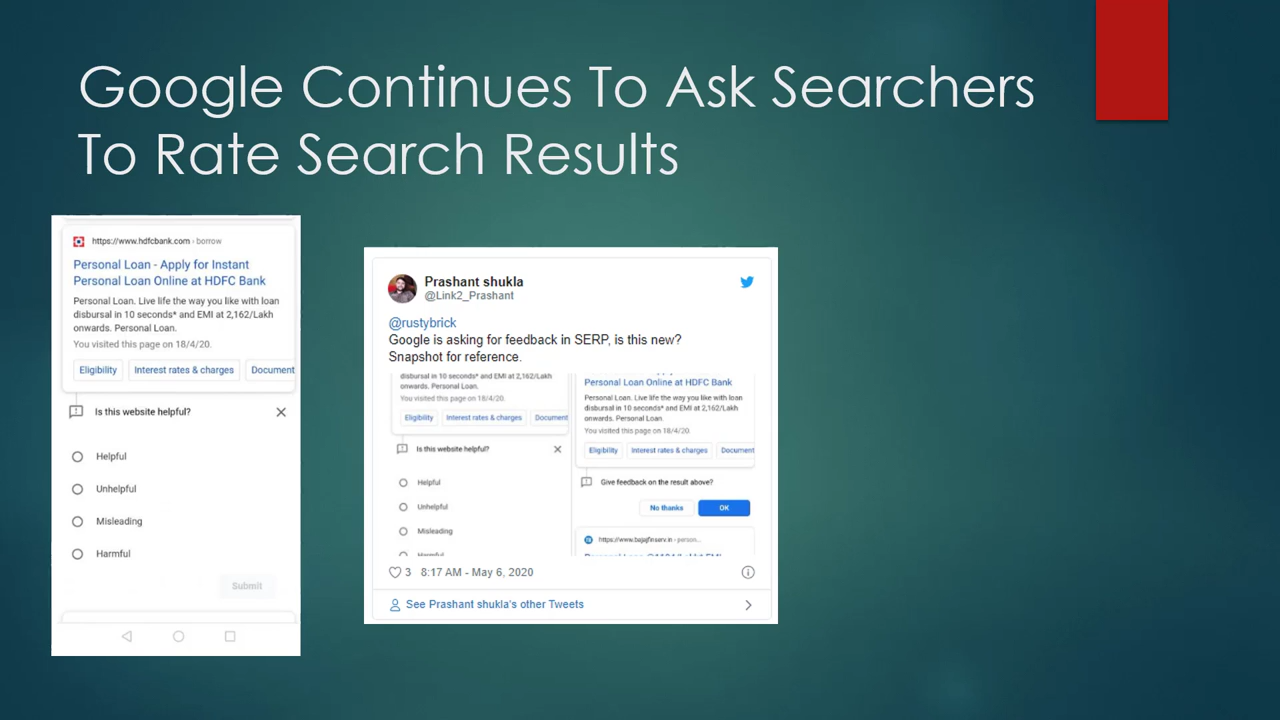 Google Continues To Ask Searchers
To Rate Search Results
https://www.hdfcbank.com › borrow
Personal Loan - Apply for Instant
Personal Loan Online at HDFC Bank
Personal Loan. Live life the way you like with loan
disbursal in 10 seconds* and EMI at 2,162/Lakh
onwards. Personal Loan.
You visited this page on 18/4/20.
Eligibility Interest rates & charges Document
Is this website helpful?
Helpful
Unhelpful
Misleading
Harmful
Submit
Prashant shukla
@Link2_Prashant
@rustybrick
Google is asking for feedback in SERP, is this new?
Snapshot for reference.
disbursal in 10 seconds* and EMI at 2,162/Lakh
onwards. Personal Loan.
You visited this page on 18/4/20.
Eligibility Interest rates & charges Document
Is this website helpful?
Helpful
Unhelpful
Misleading
Harmful
Personal Loan Online at HDFC Bank
Personal Loan. Live life the way you like with loan
disbursal in 10 seconds* and EMI at 2,162/Lakh
onwards. Personal Loan.
You visited this page on 18/4/20.
Eligibility Interest rates & charges Document
Give feedback on the result above?
No thanks OK
https://www.bajajfinserv.in › person...
3 8:17 AM - May 6, 2020
See Prashant shukla's other Tweets